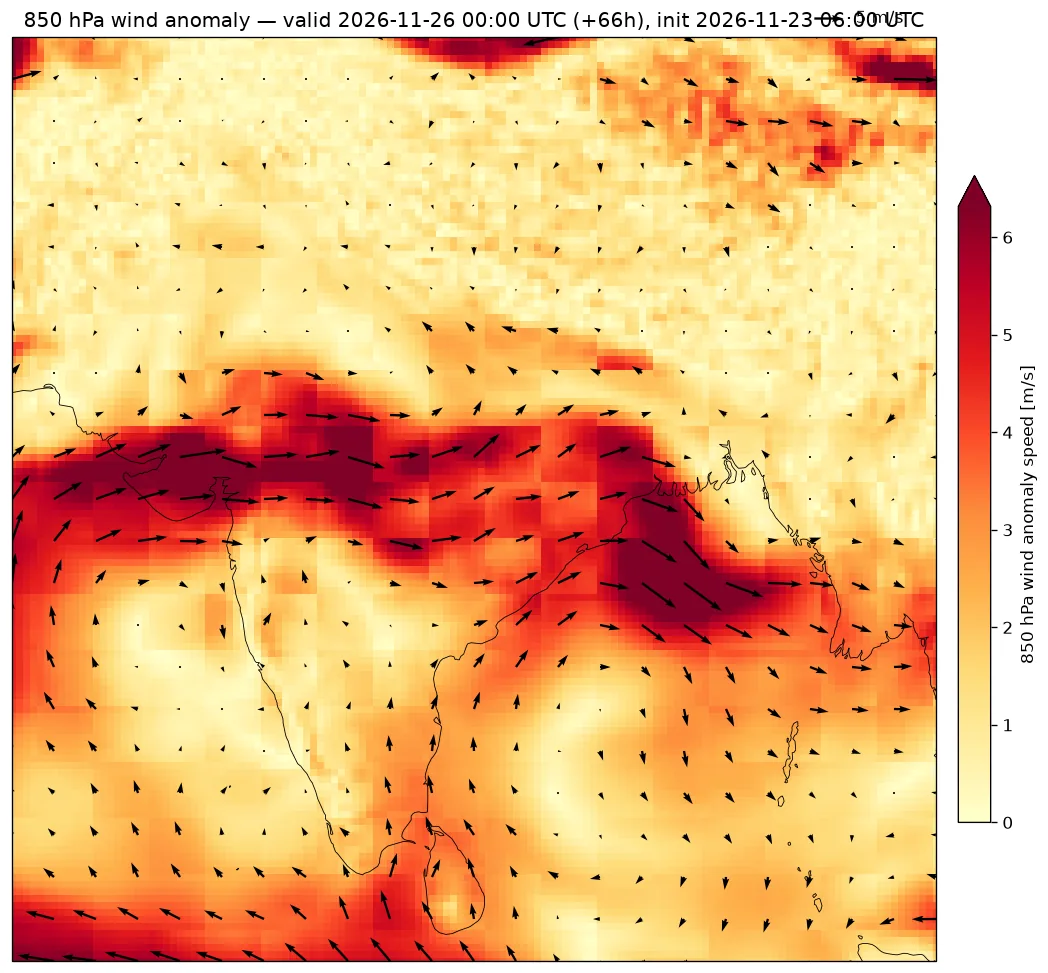 850 hPa wind anomaly — valid 2026-11-26 00:00 UTC (+66h), init 2026-11-23 06:00 UTC
5 m/s
6
5
4
3
2
1
0
850 hPa wind anomaly speed [m/s]